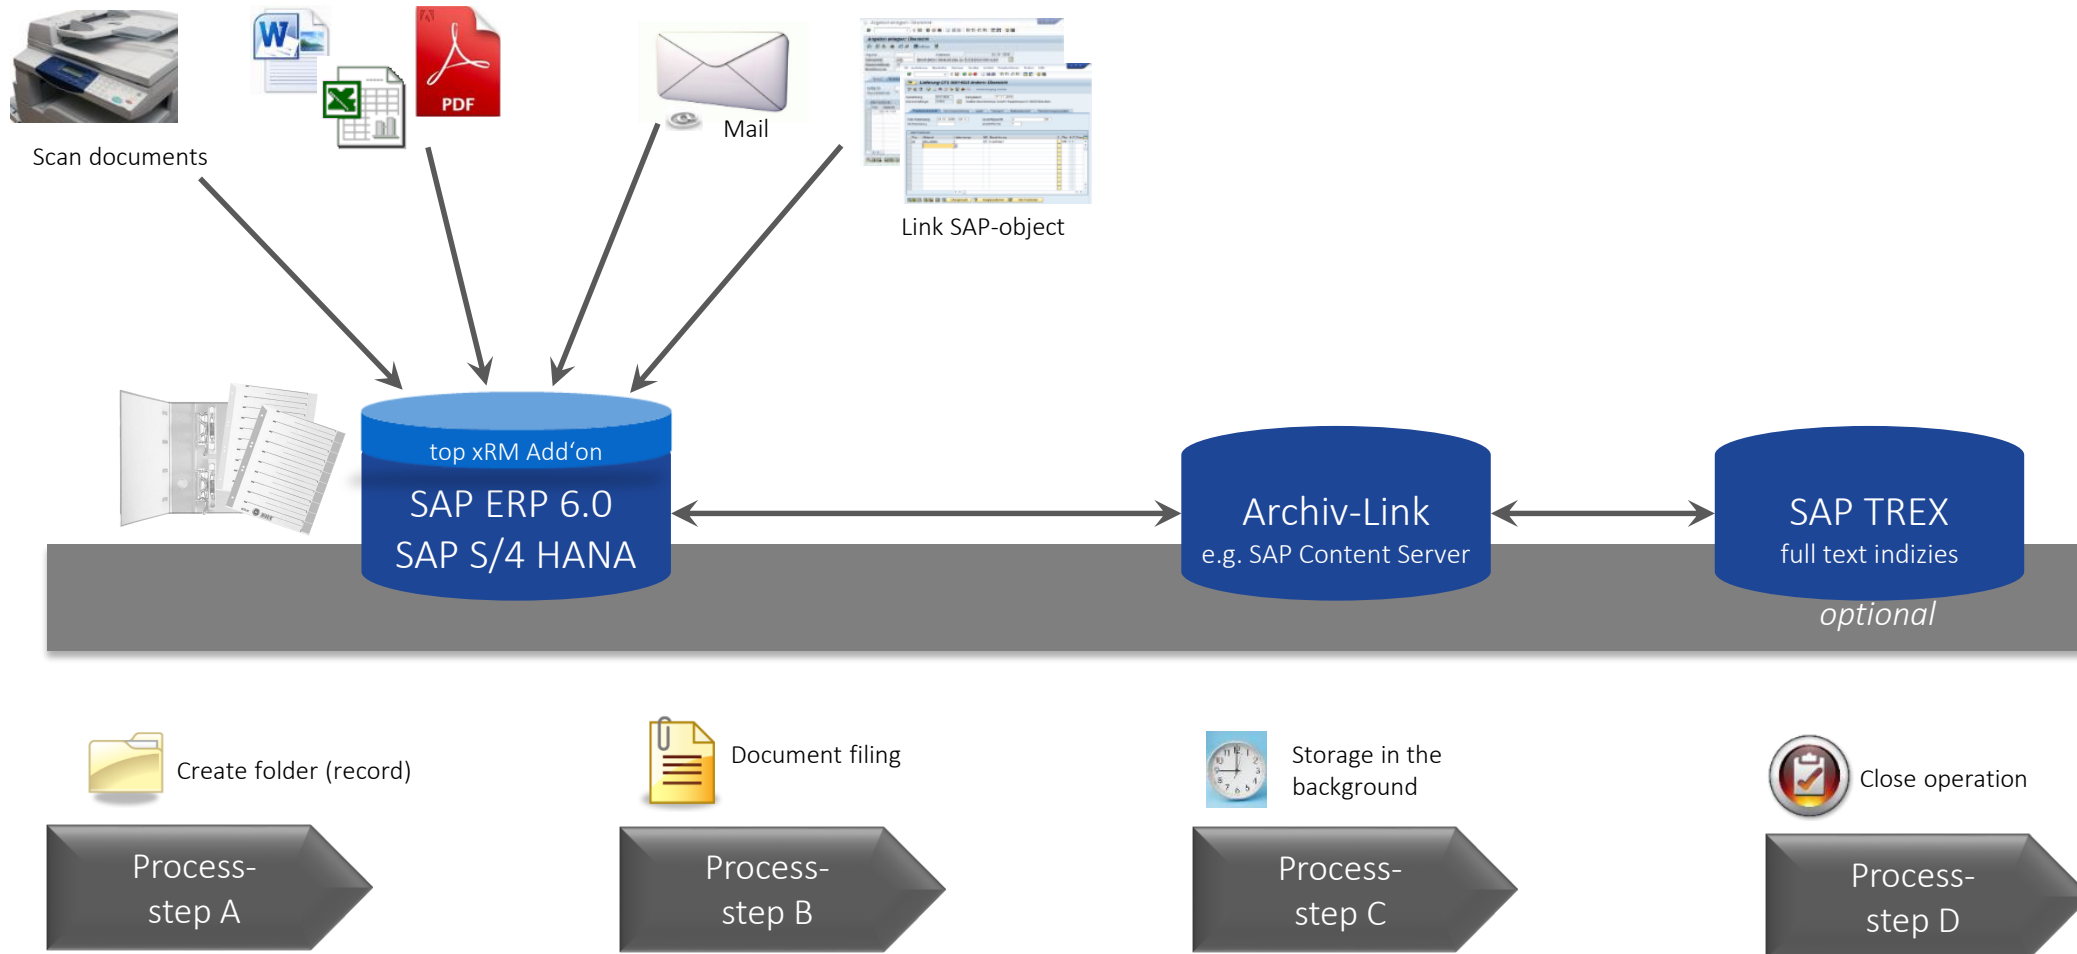 PDF
Mail
Scan documents
Link SAP-object
top xRM Add‘on
SAP ERP 6.0
SAP S/4 HANA
Archiv-Link
e.g. SAP Content Server
SAP TREX
full text indizies
optional
Create folder (record)
Document filing
Storage in the
background
Close operation
Process-
step A
Process-
step B
Process-
step C
Process-
step D